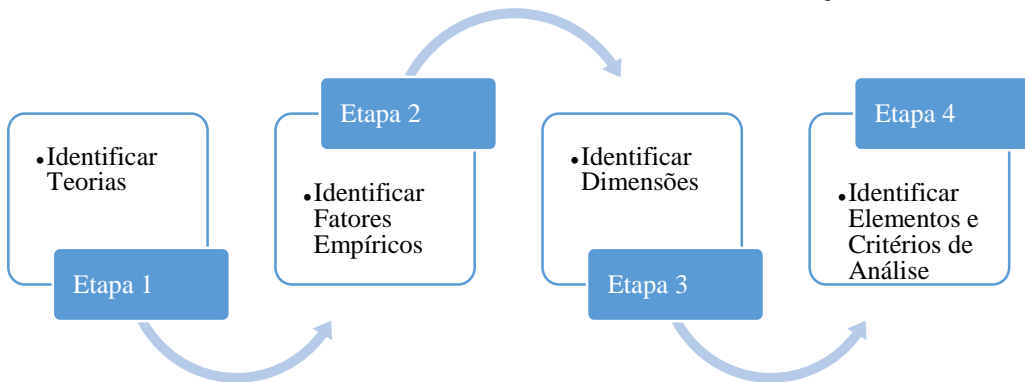 •Identificar
Teorias
Etapa 1
Etapa 2
•Identificar
Fatores
Empíricos
•Identificar
Dimensões
Etapa 3
Etapa 4
•Identificar
Elementos e
Critérios de
Análise